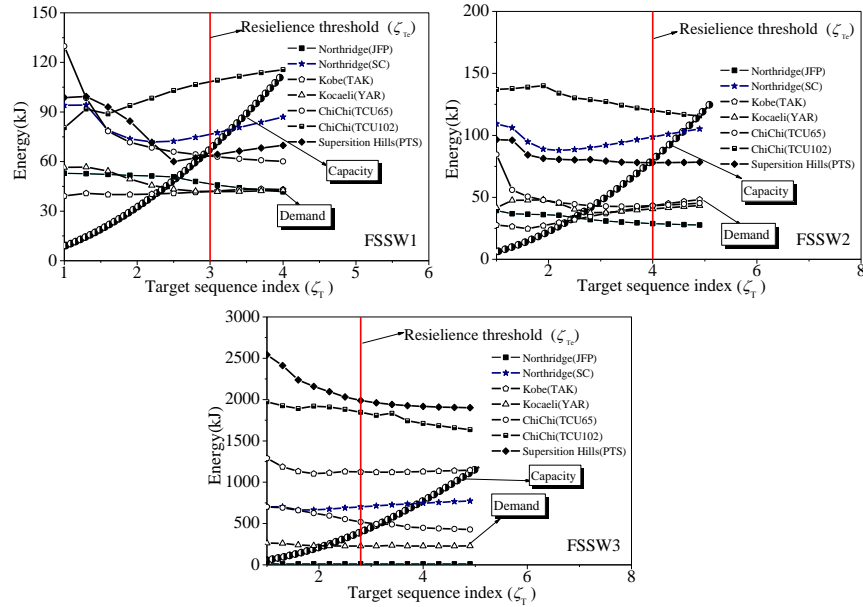 150
120
90
60
30
0
Energy(kJ)
1
2
3
4
5
6
Target sequence index (ζT)
Resielience threshold (ζTc)
Northridge(JFP)
Northridge(SC)
Kobe(TAK)
Kocaeli(YAR)
ChiChi(TCU65)
ChiChi(TCU102)
Supersition Hills(PTS)
Capacity
Demand
FSSW1
200
150
100
50
0
Energy(kJ)
2
4
6
8
Target sequence index (ζT)
Resielience threshold (ζTc)
Northridge(JFP)
Northridge(SC)
Kobe(TAK)
Kocaeli(YAR)
ChiChi(TCU65)
ChiChi(TCU102)
Supersition Hills(PTS)
Capacity
Demand
FSSW2
3000
2500
2000
1500
1000
500
0
Energy(kJ)
2
4
6
8
Target sequence index (ζT)
Resielience threshold (ζTc)
Northridge(JFP)
Northridge(SC)
Kobe(TAK)
Kocaeli(YAR)
ChiChi(TCU65)
ChiChi(TCU102)
Supersition Hills(PTS)
Capacity
Demand
FSSW3